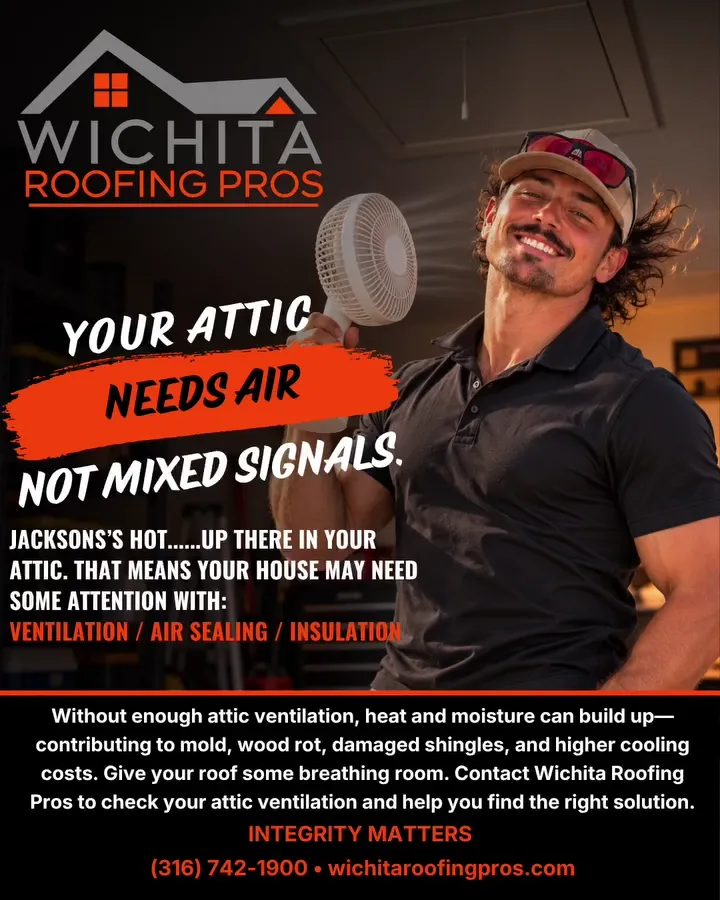 WICHITA
ROOFING PROS
YOUR ATTIC
NEEDS AIR
NOT MIXED SIGNALS.
JACKSONS'S HOT......UP THERE IN YOUR
ATTIC. THAT MEANS YOUR HOUSE MAY NEED
SOME ATTENTION WITH:
VENTILATION / AIR SEALING / INSULATION
Without enough attic ventilation, heat and moisture can build up—
contributing to mold, wood rot, damaged shingles, and higher cooling
costs. Give your roof some breathing room. Contact Wichita Roofing
Pros to check your attic ventilation and help you find the right solution.
INTEGRITY MATTERS
(316) 742-1900 • wichitaroofingpros.com